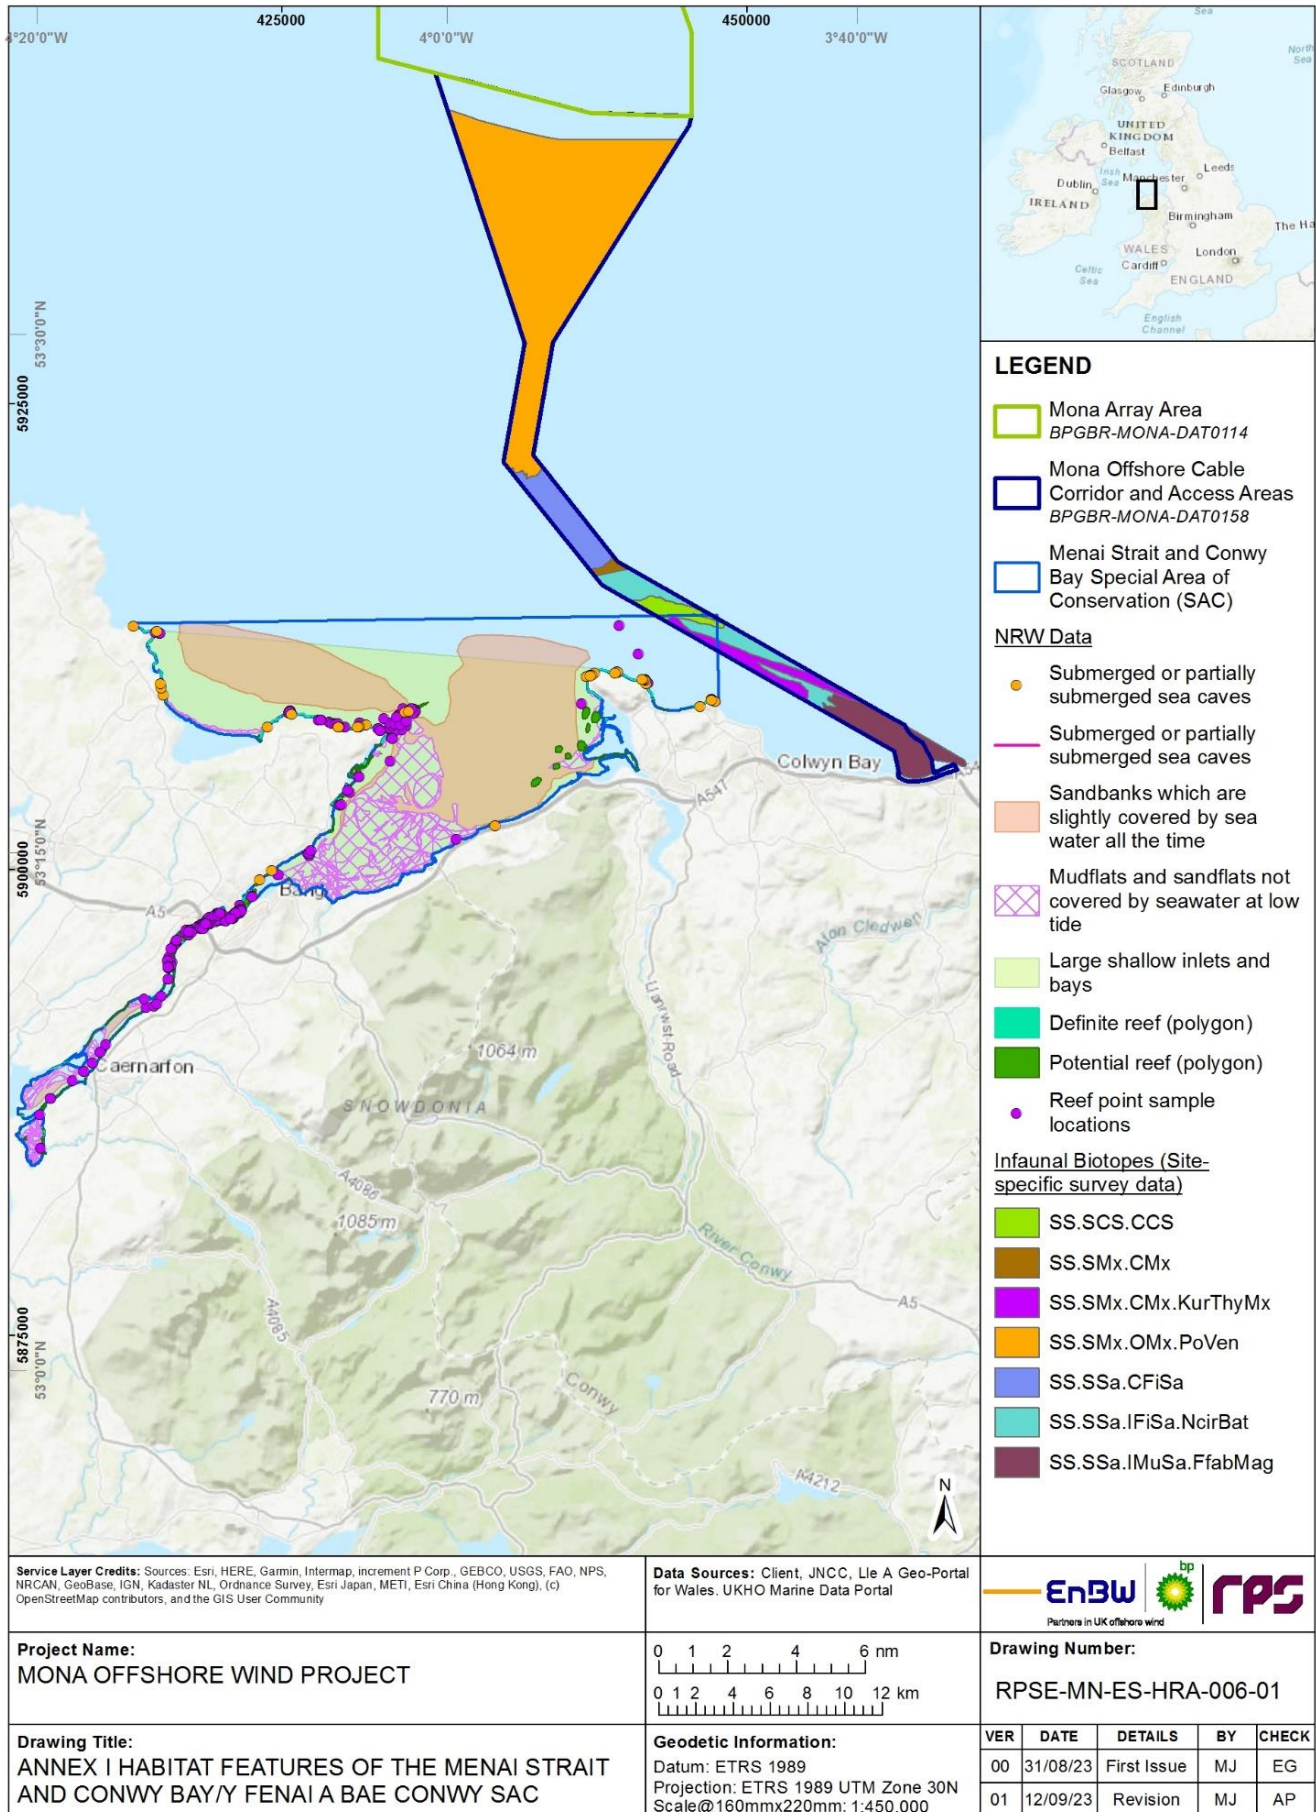 425000
450000
4°20'0"W
4°0'0"W
3°40'0"W
53°30'0"N
5925000
53°15'0"N
5900000
5875000
53°0'0"N
Colwyn Bay
A547
A5
Caernarfon
1064 m
SNOWDONIA
Llanrwst Road
Afon Cledwen
A4086
1085 m
A4085
River Conwy
A5
Conwy
770 m
A4212
N
Sea
North
Sea
SCOTLAND
Glasgow
Edinburgh
UNITED
KINGDOM
Belfast
Irish
Sea
Dublin
Manchester
Leeds
IRELAND
Birmingham
The Ha
WALES
Cardiff
London
Celtic
Sea
ENGLAND
English
Channel
LEGEND
Mona Array Area
BPGBR-MONA-DAT0114
Mona Offshore Cable
Corridor and Access Areas
BPGBR-MONA-DAT0158
Menai Strait and Conwy
Bay Special Area of
Conservation (SAC)
NRW Data
Submerged or partially
submerged sea caves
Submerged or partially
submerged sea caves
Sandbanks which are
slightly covered by sea
water all the time
Mudflats and sandflats not
covered by seawater at low
tide
Large shallow inlets and
bays
Definite reef (polygon)
Potential reef (polygon)
Reef point sample
locations
Infaunal Biotopes (Site-
specific survey data)
SS.SCS.CCS
SS.SMx.CMx
SS.SMx.CMx.KurThyMx
SS.SMx.OMx.PoVen
SS.SSa.CFiSa
SS.SSa.IFiSa.NcirBat
SS.SSa.IMuSa.FfabMag
Service Layer Credits: Sources: Esri, HERE, Garmin, Intermap, increment P Corp., GEBCO, USGS, FAO, NPS,
NRCAN, GeoBase, IGN, Kadaster NL, Ordnance Survey, Esri Japan, METI, Esri China (Hong Kong), (c)
OpenStreetMap contributors, and the GIS User Community
Data Sources: Client, JNCC, Lle A Geo-Portal
for Wales. UKHO Marine Data Portal
EnBW
bp
rps
Partners in UK offshore wind
Project Name:
MONA OFFSHORE WIND PROJECT
0 1 2 4 6 nm
0 1 2 4 6 8 10 12 km
Drawing Number:
RPSE-MN-ES-HRA-006-01
Drawing Title:
ANNEX I HABITAT FEATURES OF THE MENAI STRAIT
AND CONWY BAY/Y FENAI A BAE CONWY SAC
Geodetic Information:
Datum: ETRS 1989
Projection: ETRS 1989 UTM Zone 30N
Scale@160mmx220mm: 1:450,000
VER DATE DETAILS BY CHECK
00 31/08/23 First Issue MJ EG
01 12/09/23 Revision MJ AP